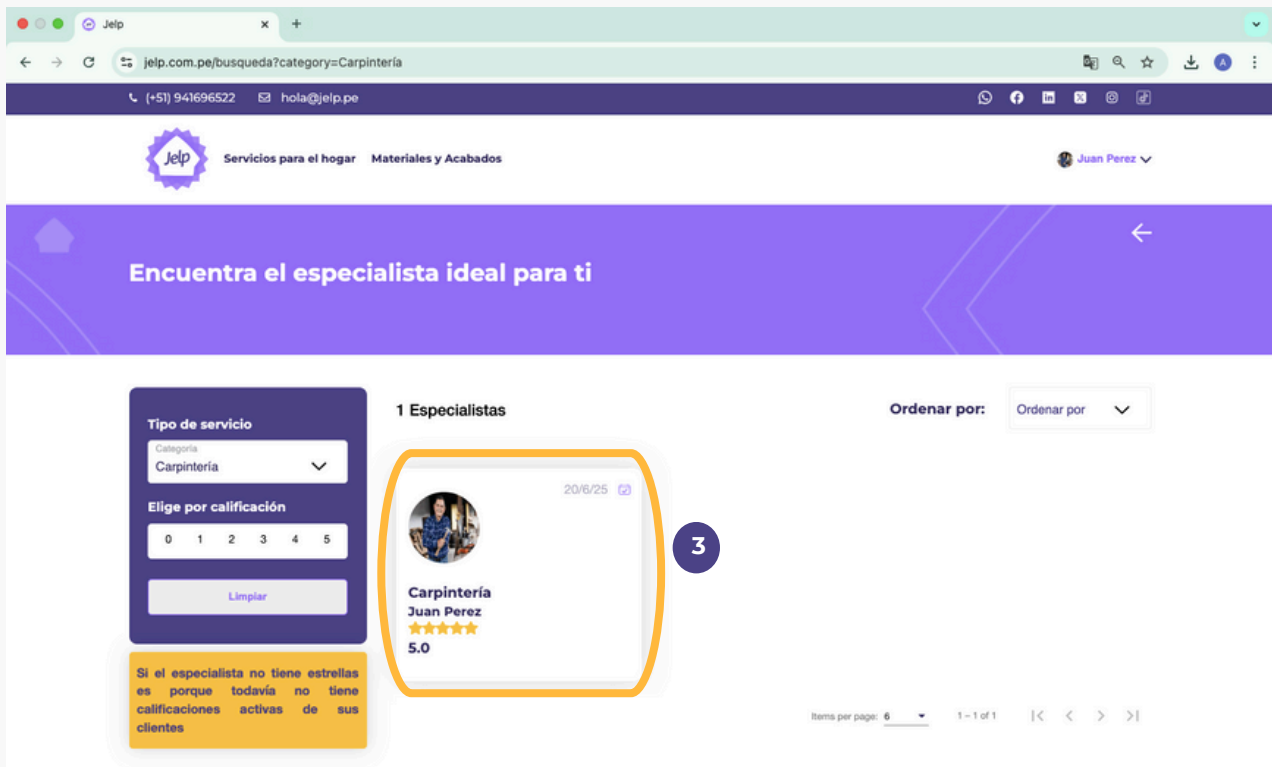 Jelp
jelp.com.pe/busqueda?category=Carpintería
A
(+51) 941696522 hola@jelp.pe
Jelp
Servicios para el hogar Materiales y Acabados
Juan Perez
Encuentra el especialista ideal para ti
Tipo de servicio
Categoría
Carpintería
Elige por calificación
0 1 2 3 4 5
Limpiar
Si el especialista no tiene estrellas
es porque todavía no tiene
calificaciones activas de sus
clientes
1 Especialistas
Ordenar por: Ordenar por
20/6/25
Carpintería
Juan Perez
5.0
3
Items per page: 6 1 – 1 of 1